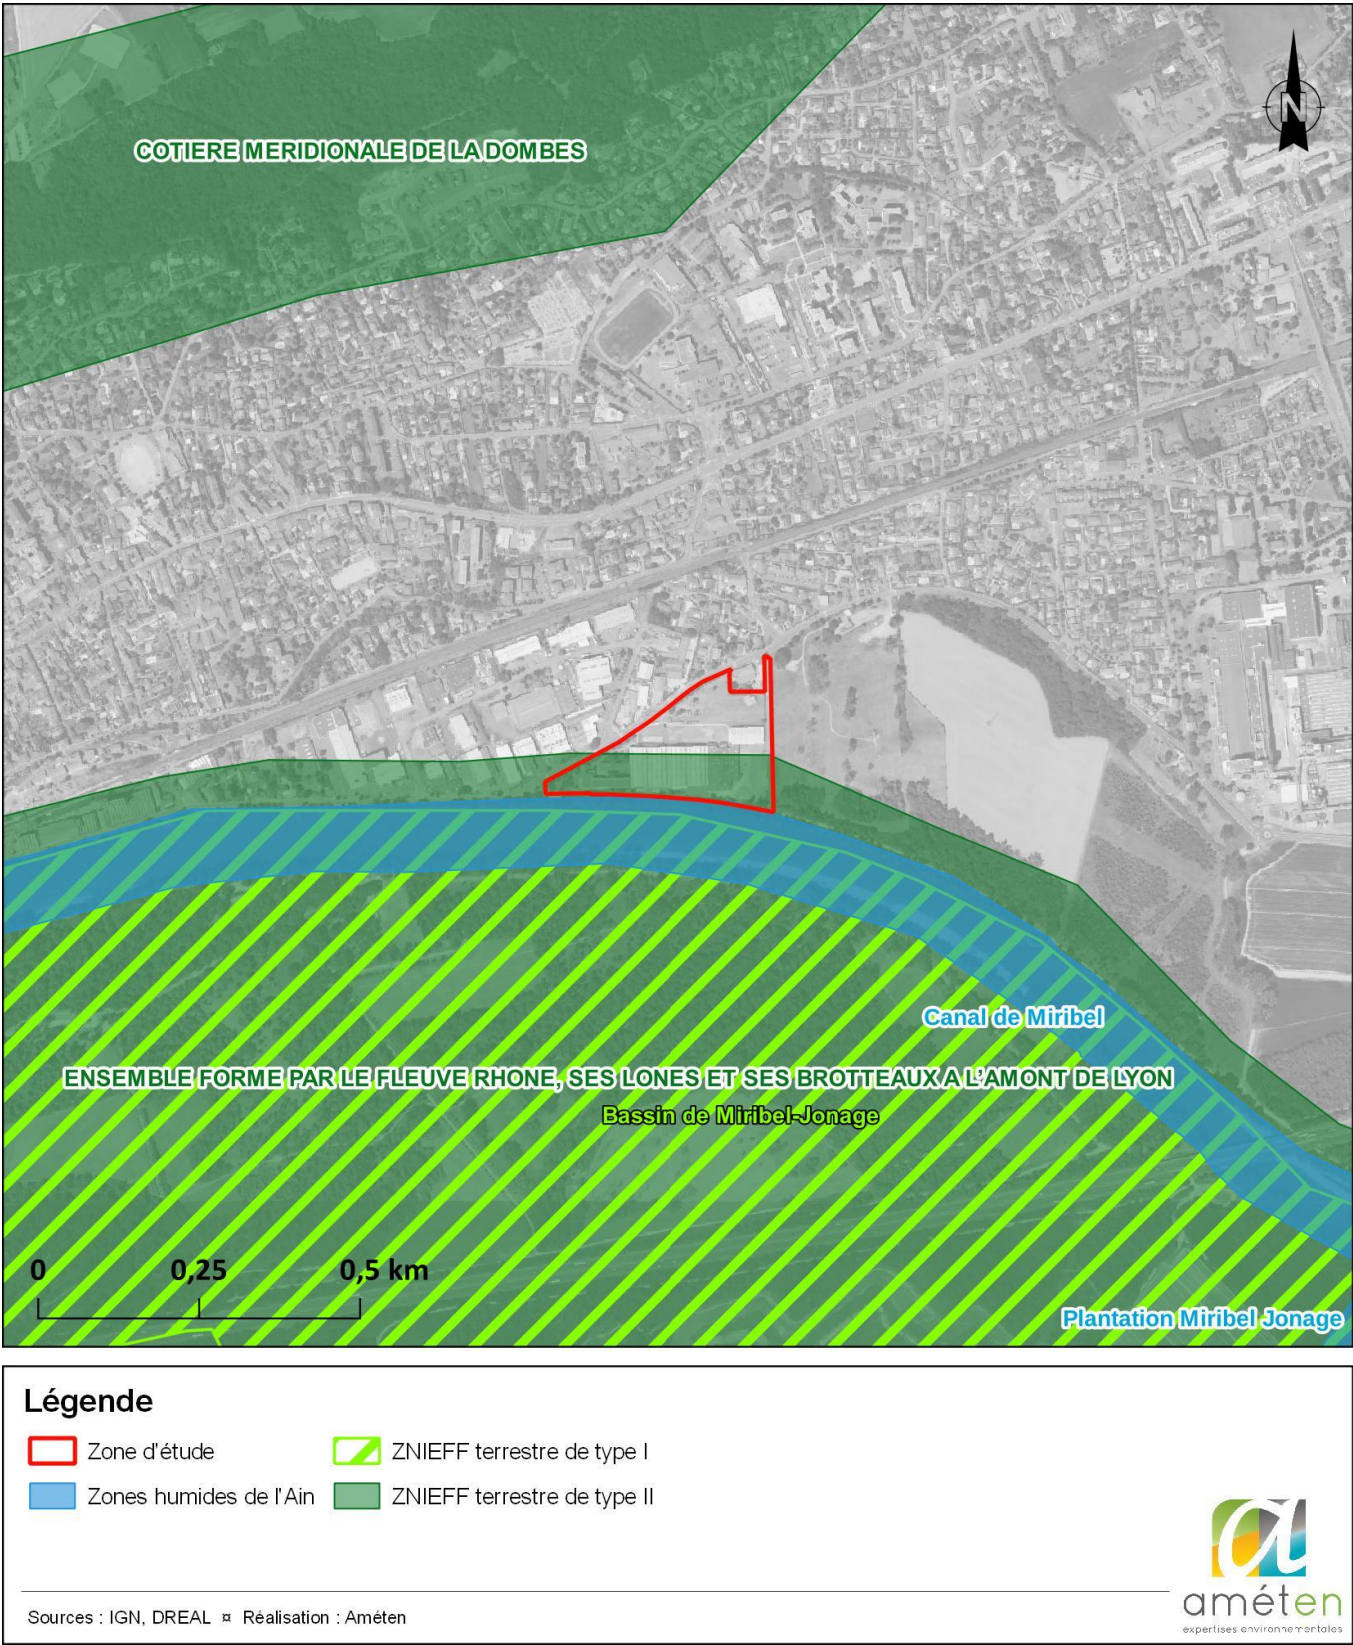 N
COTIERE MERIDIONALE DE LA DOMBES
Canal de Miribel
ENSEMBLE FORME PAR LE FLEUVE RHONE, SES LONES ET SES BROTTEAUX A L'AMONT DE LYON
Bassin de Miribel-Jonage
0 0,25 0,5 km
Plantation Miribel Jonage
Légende
Zone d'étude
ZNIEFF terrestre de type I
Zones humides de l'Ain
ZNIEFF terrestre de type II
a
améten
expertises environnementales
Sources : IGN, DREAL ¤ Réalisation : Améten